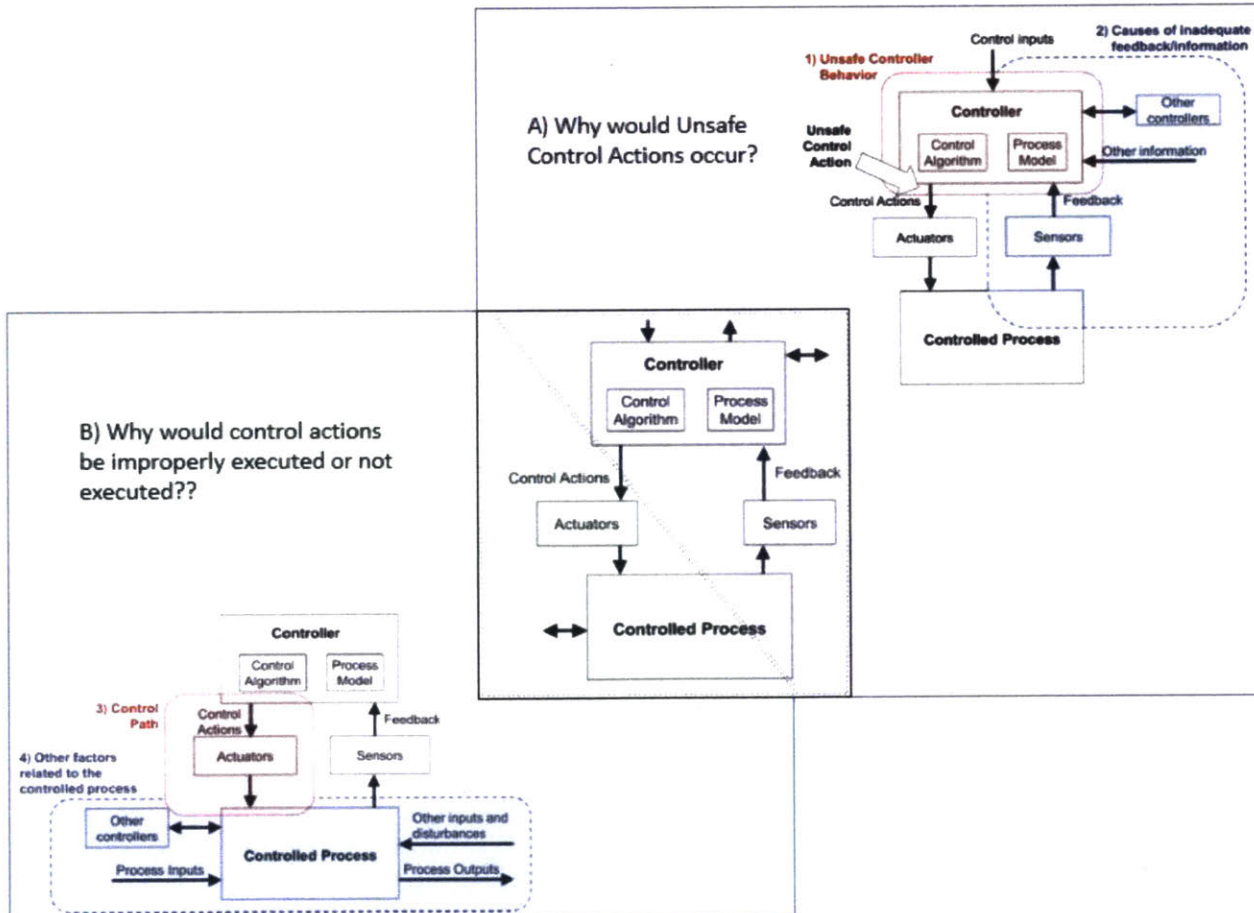 2) Causes of Inadequate
feedback/information
Control inputs
1) Unsafe Controller
Behavior
Controller
Other
controllers
A) Why would Unsafe
Control Actions occur?
Unsafe
Control
Action
Control
Algorithm
Process
Model
Other information
Control Actions
Feedback
Actuators
Sensors
Controlled Process
Controller
Control
Algorithm
Process
Model
B) Why would control actions
be improperly executed or not
executed??
Control Actions
Feedback
Actuators
Sensors
Controlled Process
Controller
Control
Algorithm
Process
Model
3) Control
Path
Control
Actions
Feedback
Actuators
Sensors
4) Other factors
related to the
controlled process
Other
controllers
Other inputs and
disturbances
Controlled Process
Process Inputs
Process Outputs